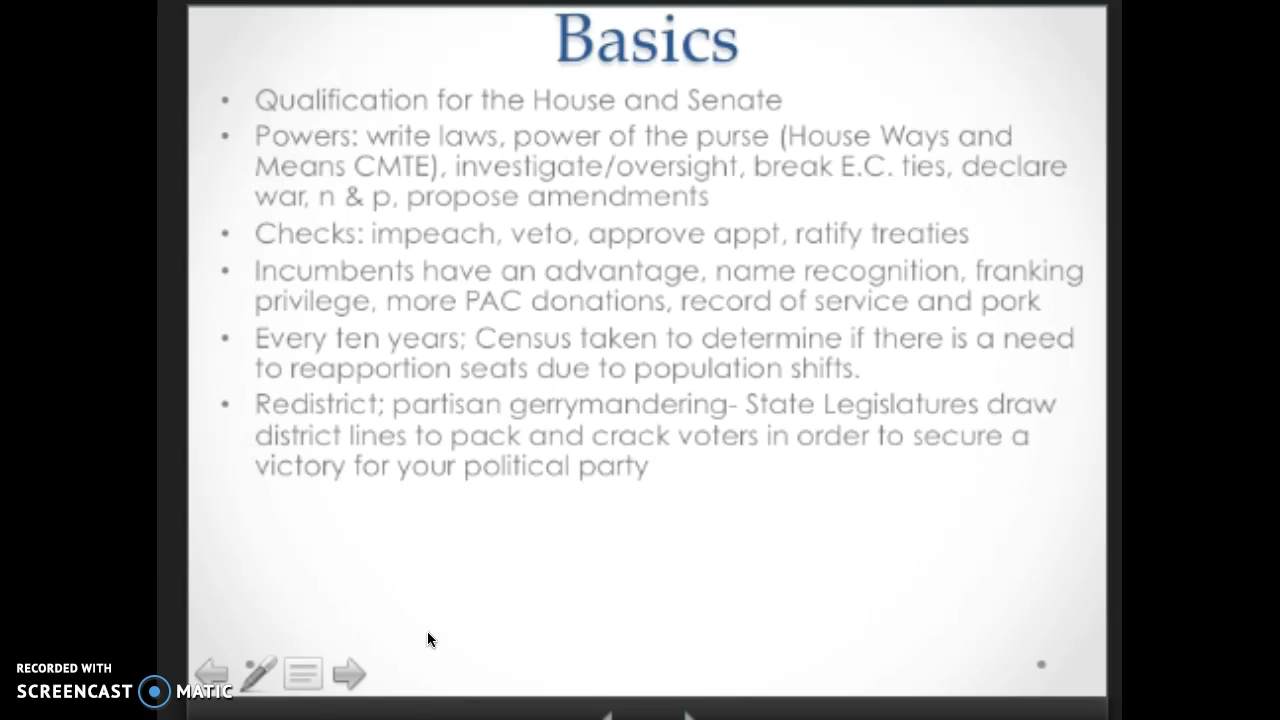 Basics
• Qualification for the House and Senate
• Powers: write laws, power of the purse (House Ways and
Means CMTE), investigate/oversight, break E.C. ties, declare
war, n & p, propose amendments
• Checks: impeach, veto, approve appt, ratify treaties
• Incumbents have an advantage, name recognition, franking
privilege, more PAC donations, record of service and pork
• Every ten years; Census taken to determine if there is a need
to reapportion seats due to population shifts.
• Redistrict; partisan gerrymandering- State Legislatures draw
district lines to pack and crack voters in order to secure a
victory for your political party
RECORDED WITH
SCREENCAST MATIC